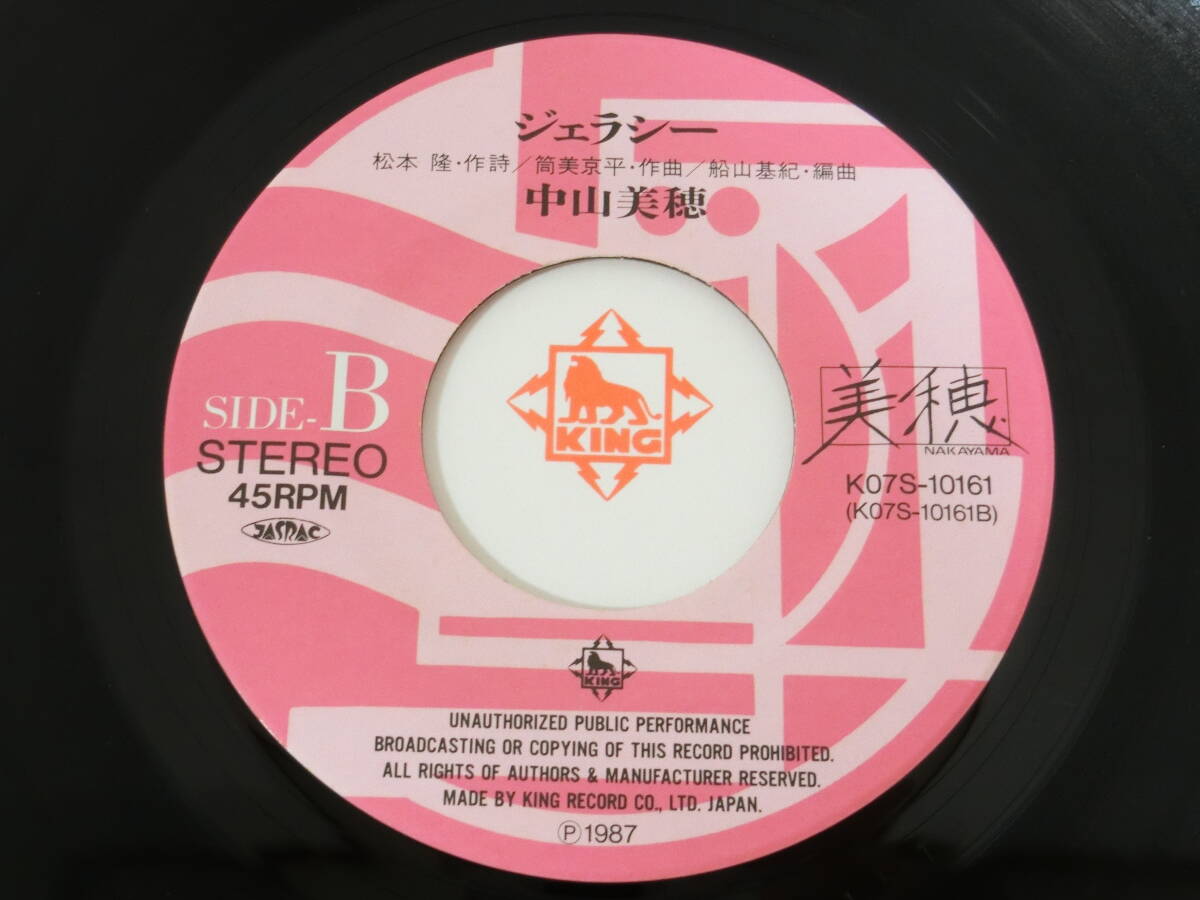 ジェラシー
松本 隆・作詩/筒美京平・作曲/船山基紀・編曲
中山美穂
SIDE-B
STEREO
45RPM
JASRAC
KING
美穂
NAKAYAMA
K07S-10161
(K07S-10161B)
KING
UNAUTHORIZED PUBLIC PERFORMANCE
BROADCASTING OR COPYING OF THIS RECORD PROHIBITED.
ALL RIGHTS OF AUTHORS & MANUFACTURER RESERVED.
MADE BY KING RECORD CO., LTD. JAPAN.
Ⓟ1987